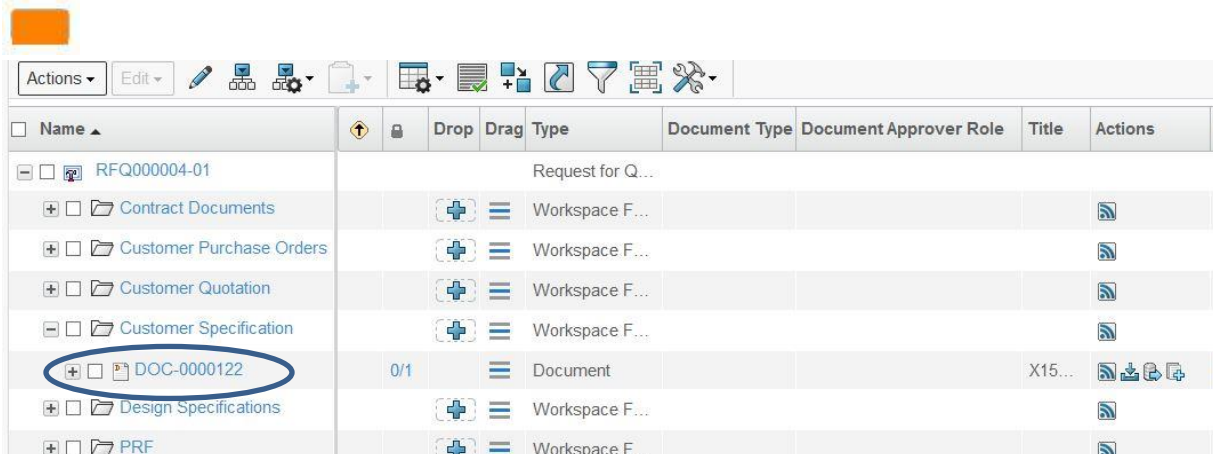 Actions Edit
Name Drop Drag Type Document Type Document Approver Role Title Actions
RFQ000004-01 Request for Q...
Contract Documents Workspace F...
Customer Purchase Orders Workspace F...
Customer Quotation Workspace F...
Customer Specification Workspace F...
DOC-0000122 0/1 Document X15...
Design Specifications Workspace F...
PRF Workspace F